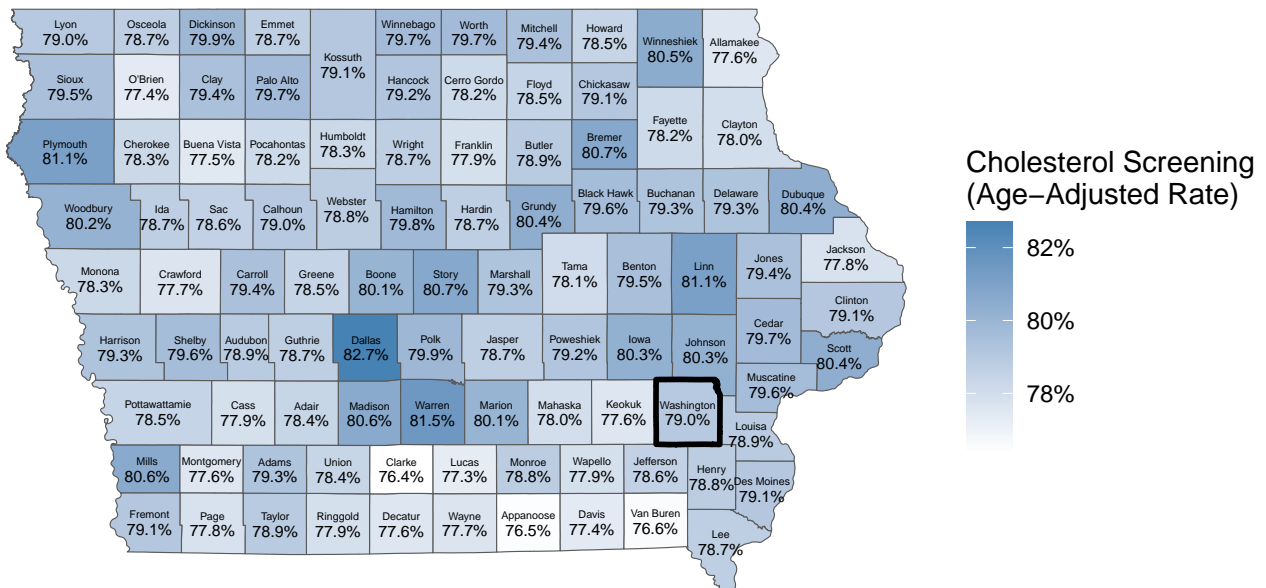 Lyon
79.0%
Osceola
78.7%
Dickinson
79.9%
Emmet
78.7%
Kossuth
79.1%
Winnebago
79.7%
Worth
79.7%
Mitchell
79.4%
Howard
78.5%
Winneshiek
80.5%
Allamakee
77.6%
Sioux
79.5%
O'Brien
77.4%
Clay
79.4%
Palo Alto
79.7%
Hancock
79.2%
Cerro Gordo
78.2%
Floyd
78.5%
Chickasaw
79.1%
Fayette
78.2%
Clayton
78.0%
Plymouth
81.1%
Cherokee
78.3%
Buena Vista
77.5%
Pocahontas
78.2%
Humboldt
78.3%
Wright
78.7%
Franklin
77.9%
Butler
78.9%
Bremer
80.7%
Woodbury
80.2%
Ida
78.7%
Sac
78.6%
Calhoun
79.0%
Webster
78.8%
Hamilton
79.8%
Hardin
78.7%
Grundy
80.4%
Black Hawk
79.6%
Buchanan
79.3%
Delaware
79.3%
Dubuque
80.4%
Monona
78.3%
Crawford
77.7%
Carroll
79.4%
Greene
78.5%
Boone
80.1%
Story
80.7%
Marshall
79.3%
Tama
78.1%
Benton
79.5%
Linn
81.1%
Jones
79.4%
Jackson
77.8%
Clinton
79.1%
Harrison
79.3%
Shelby
79.6%
Audubon
78.9%
Guthrie
78.7%
Dallas
82.7%
Polk
79.9%
Jasper
78.7%
Poweshiek
79.2%
Iowa
80.3%
Johnson
80.3%
Cedar
79.7%
Scott
80.4%
Muscatine
79.6%
Pottawattamie
78.5%
Cass
77.9%
Adair
78.4%
Madison
80.6%
Warren
81.5%
Marion
80.1%
Mahaska
78.0%
Keokuk
77.6%
Washington
79.0%
Louisa
78.9%
Mills
80.6%
Montgomery
77.6%
Adams
79.3%
Union
78.4%
Clarke
76.4%
Lucas
77.3%
Monroe
78.8%
Wapello
77.9%
Jefferson
78.6%
Henry
78.8%
Des Moines
79.1%
Fremont
79.1%
Page
77.8%
Taylor
78.9%
Ringgold
77.9%
Decatur
77.6%
Wayne
77.7%
Appanoose
76.5%
Davis
77.4%
Van Buren
76.6%
Lee
78.7%
Cholesterol Screening
(Age−Adjusted Rate)
82%
80%
78%